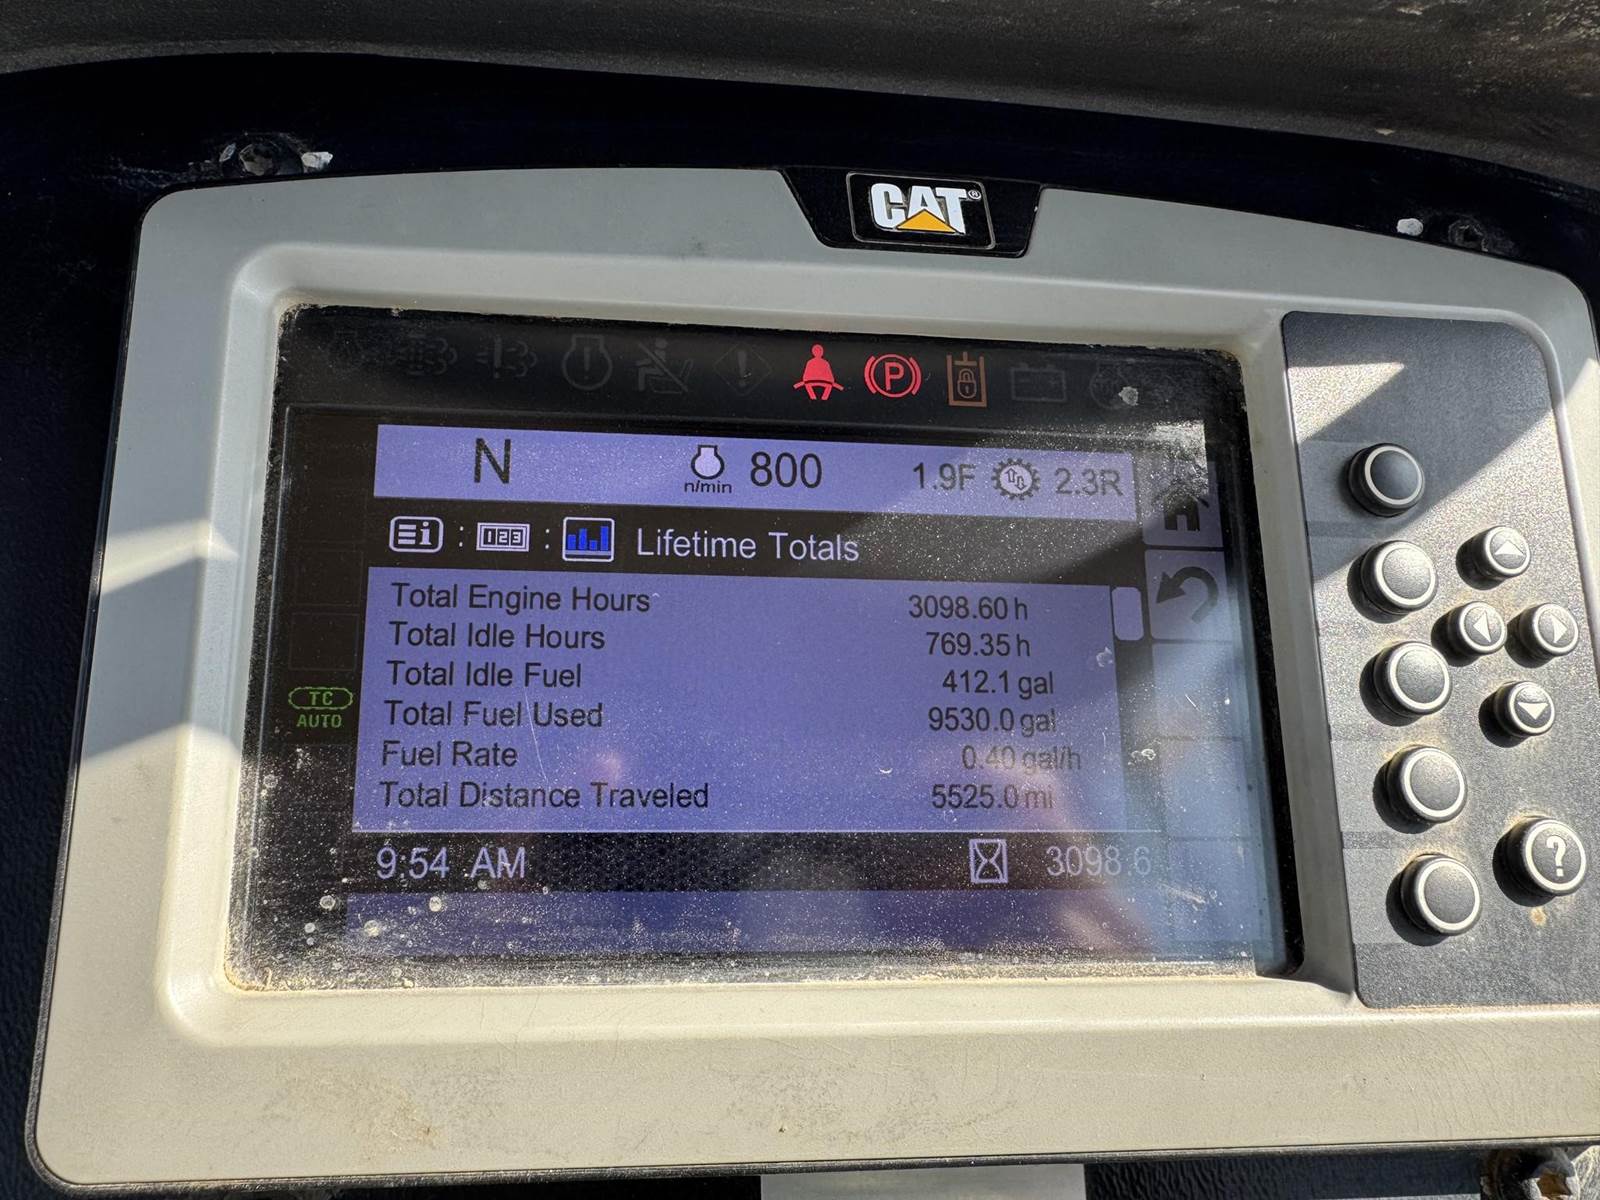 CAT®
P
N n/min 800 1.9F 2.3R
i : 123 : Lifetime Totals
Total Engine Hours 3098.60 h
Total Idle Hours 769.35 h
Total Idle Fuel 412.1 gal
Total Fuel Used 9530.0 gal
Fuel Rate 0.40 gal/h
Total Distance Traveled 5525.0 mi
TC
AUTO
9:54 AM 3098.6
?